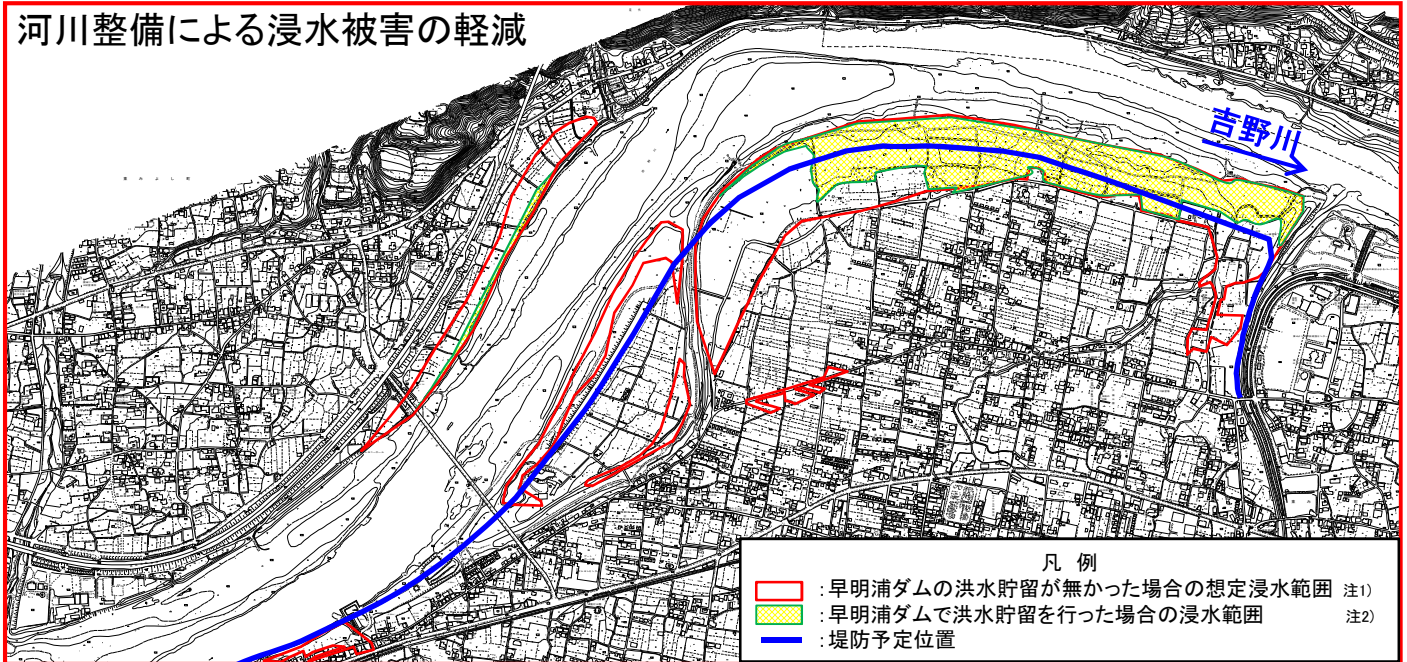 河川整備による浸水被害の軽減
吉野川
凡 例
:早明浦ダムの洪水貯留が無かった場合の想定浸水範囲 注1)
:早明浦ダムで洪水貯留を行った場合の浸水範囲 注2)
:堤防予定位置